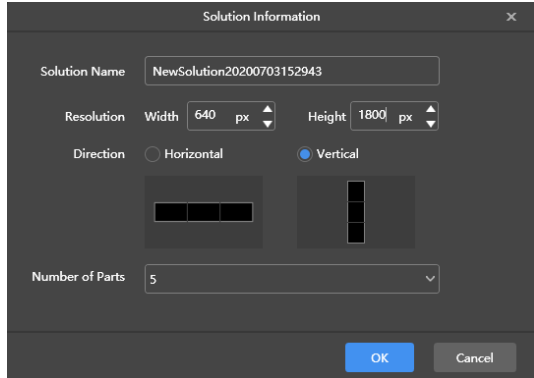 Solution Information
Solution Name NewSolution20200703152943
Resolution Width 640 px Height 1800 px
Direction Horizontal Vertical
Number of Parts 5
OK Cancel